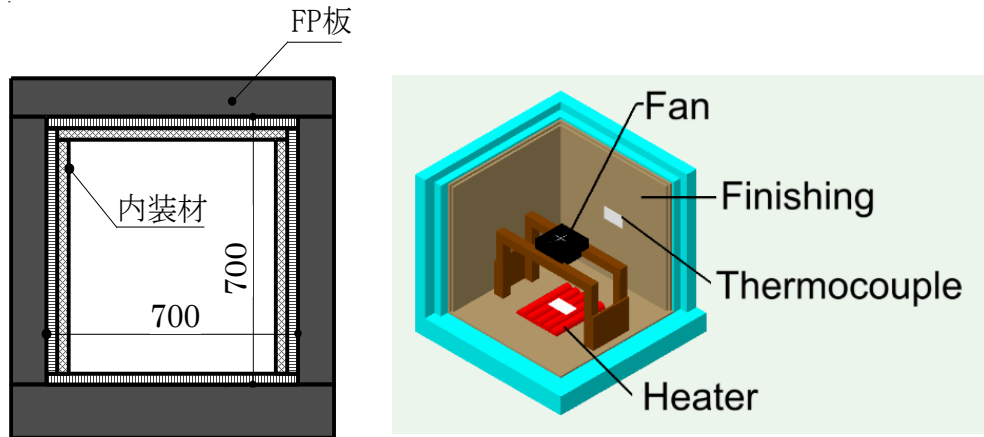 FP板
内装材
700
700
Fan
Finishing
Thermocouple
Heater